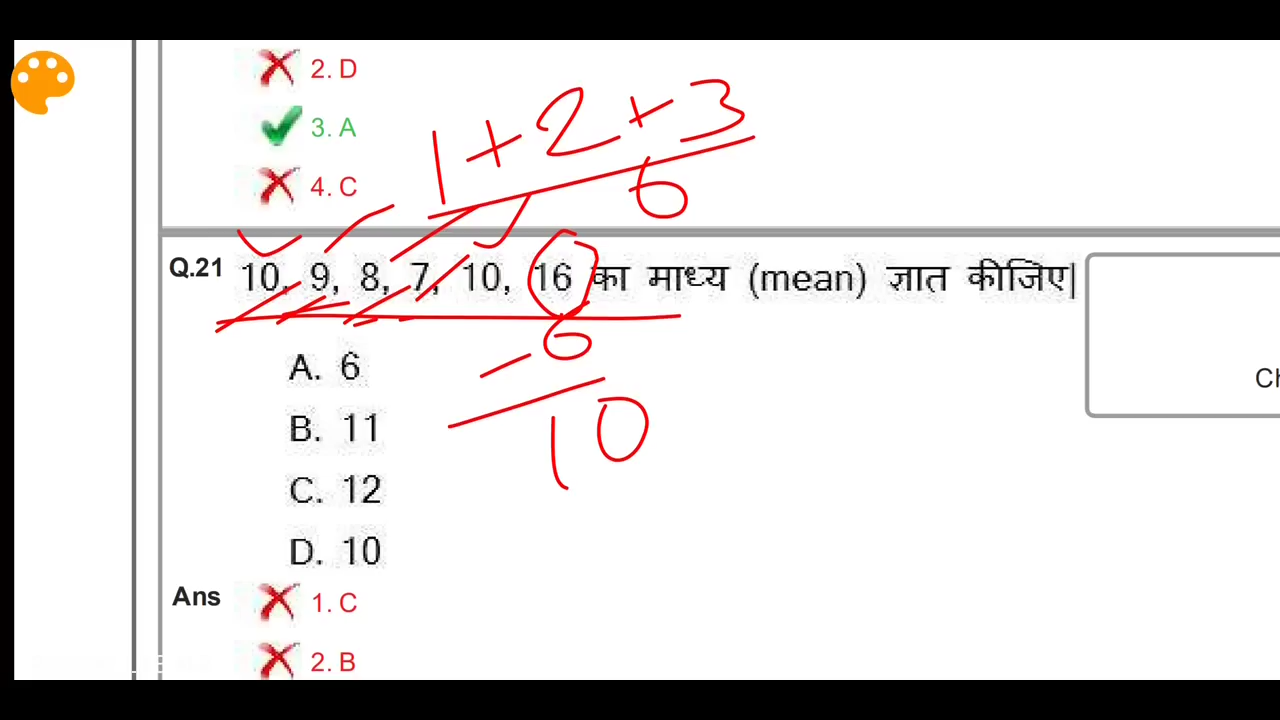 2. D
3. A
4. C
1 + 2 + 3
6
Q.21 10, 9, 8, 7, 10, 16 का माध्य (mean) ज्ञात कीजिए|
- 6
10
A. 6
B. 11
C. 12
D. 10
Ch
Ans 1. C
2. B